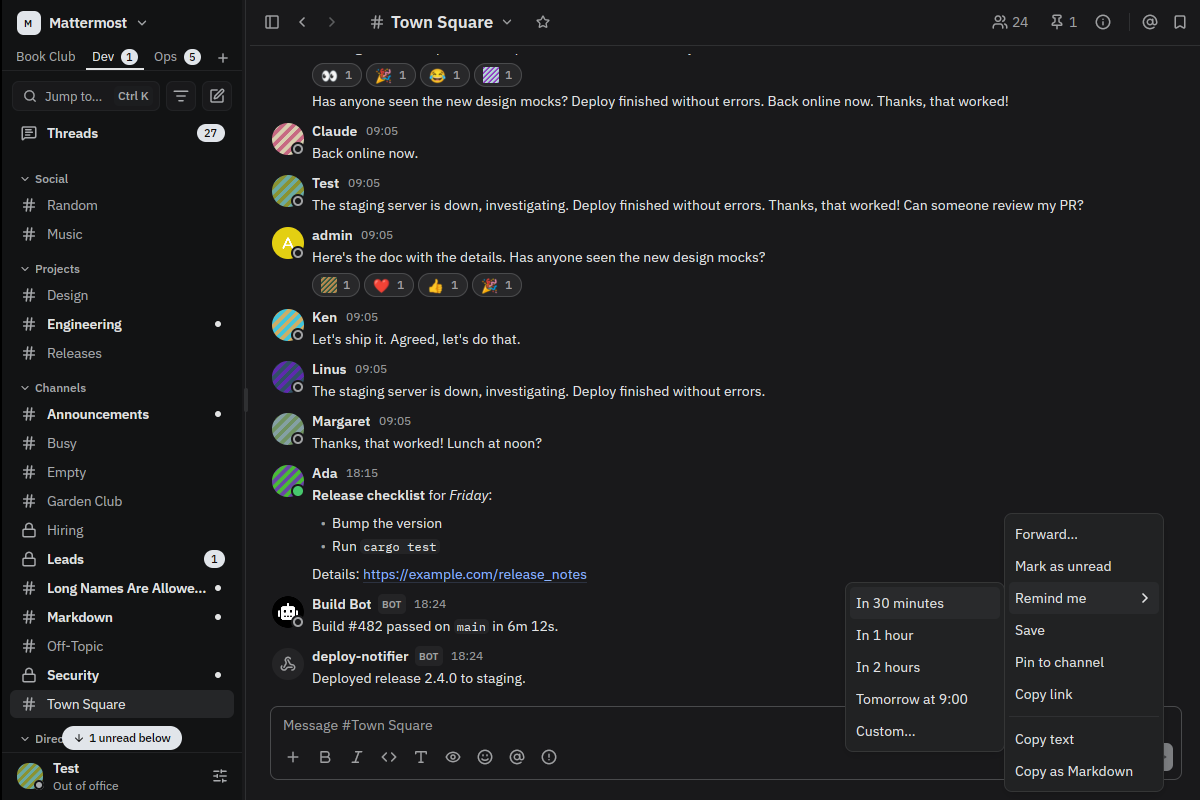 M Mattermost
Book Club Dev 1 Ops 5
Jump to... Ctrl K
Threads 27
Social
Random
Music
Projects
Design
Engineering
Releases
Channels
Announcements
Busy
Empty
Garden Club
Hiring
Leads 1
Long Names Are Allowe...
Markdown
Off-Topic
Security
Town Square
Direc
1 unread below
Test
Out of office
Town Square
24
1
1 1 1 1
Has anyone seen the new design mocks? Deploy finished without errors. Back online now. Thanks, that worked!
Claude 09:05
Back online now.
Test 09:05
The staging server is down, investigating. Deploy finished without errors. Thanks, that worked! Can someone review my PR?
A
admin 09:05
Here's the doc with the details. Has anyone seen the new design mocks?
1 1 1 1
Ken 09:05
Let's ship it. Agreed, let's do that.
Linus 09:05
The staging server is down, investigating. Deploy finished without errors.
Margaret 09:05
Thanks, that worked! Lunch at noon?
Ada 18:15
Release checklist for Friday:
• Bump the version
• Run cargo test
Details: https://example.com/release_notes
Build Bot BOT 18:24
Build #482 passed on main in 6m 12s.
deploy-notifier BOT 18:24
Deployed release 2.4.0 to staging.
Message #Town Square
In 30 minutes
In 1 hour
In 2 hours
Tomorrow at 9:00
Custom...
Forward...
Mark as unread
Remind me
Save
Pin to channel
Copy link
Copy text
Copy as Markdown